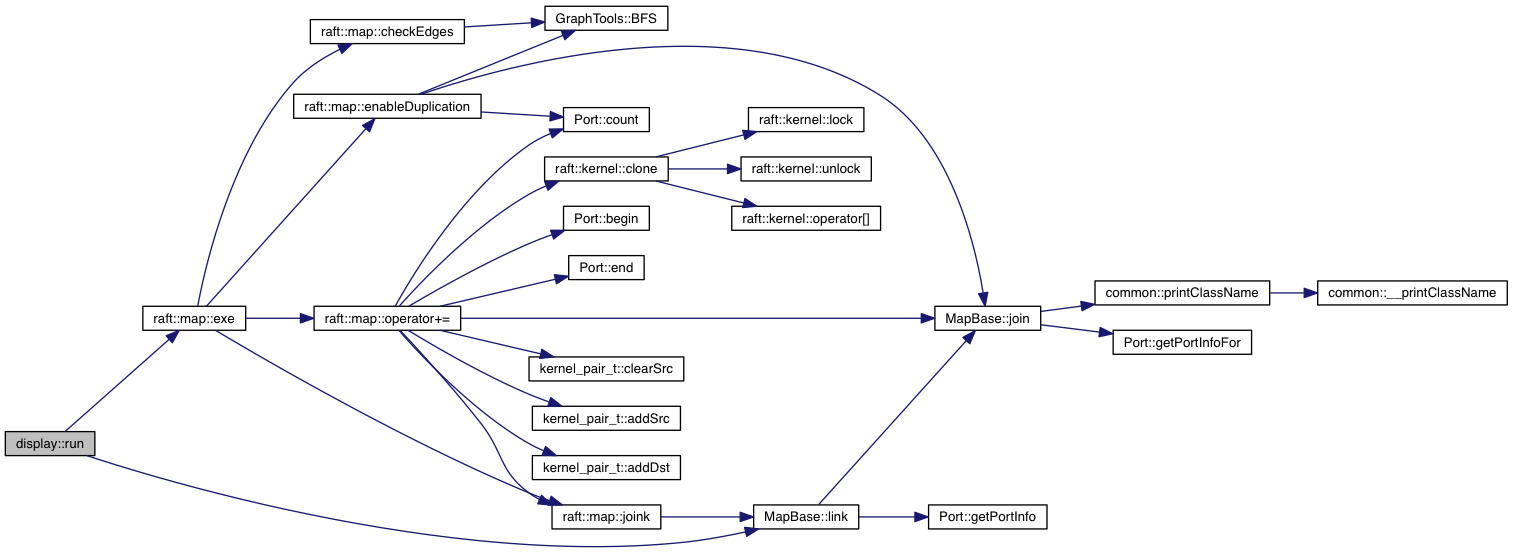 GraphTools::BFS
raft::map::checkEdges
raft::map::enableDuplication
Port::count
raft::kernel::lock
raft::kernel::clone
raft::kernel::unlock
Port::begin
raft::kernel::operator[]
Port::end
common::printClassName
common::__printClassName
raft::map::exe
raft::map::operator+=
MapBase::join
Port::getPortInfoFor
kernel_pair_t::clearSrc
kernel_pair_t::addSrc
display::run
kernel_pair_t::addDst
raft::map::joink
MapBase::link
Port::getPortInfo